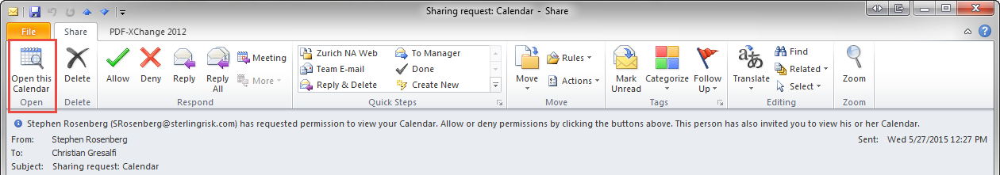 Sharing request: Calendar - Share
File Share PDF-XChange 2012
Open this Calendar
Delete
Allow
Deny
Reply
Reply All
Meeting
More
Zurich NA Web
To Manager
Team E-mail
Done
Reply & Delete
Create New
Move
Rules
Actions
Mark Unread
Categorize
Follow Up
Translate
Find
Related
Select
Zoom
Open Delete Respond Quick Steps Move Tags Editing Zoom
Stephen Rosenberg (SRosenberg@sterlingrisk.com) has requested permission to view your Calendar. Allow or deny permissions by clicking the buttons above. This person has also invited you to view his or her Calendar.
From: Stephen Rosenberg Sent: Wed 5/27/2015 12:27 PM
To: Christian Gresalfi
Subject: Sharing request: Calendar